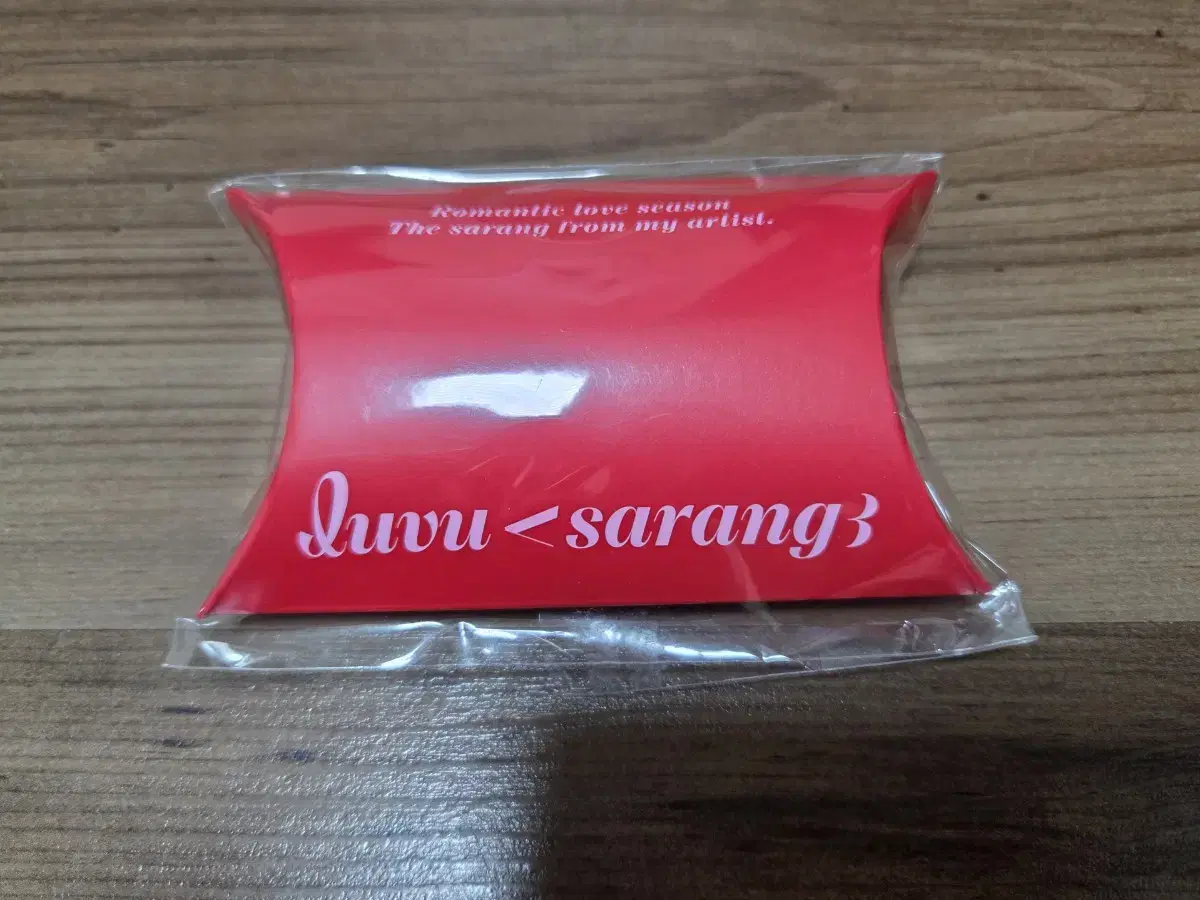 Romantic love season
The sarang from my artist.
luvu <sarang3